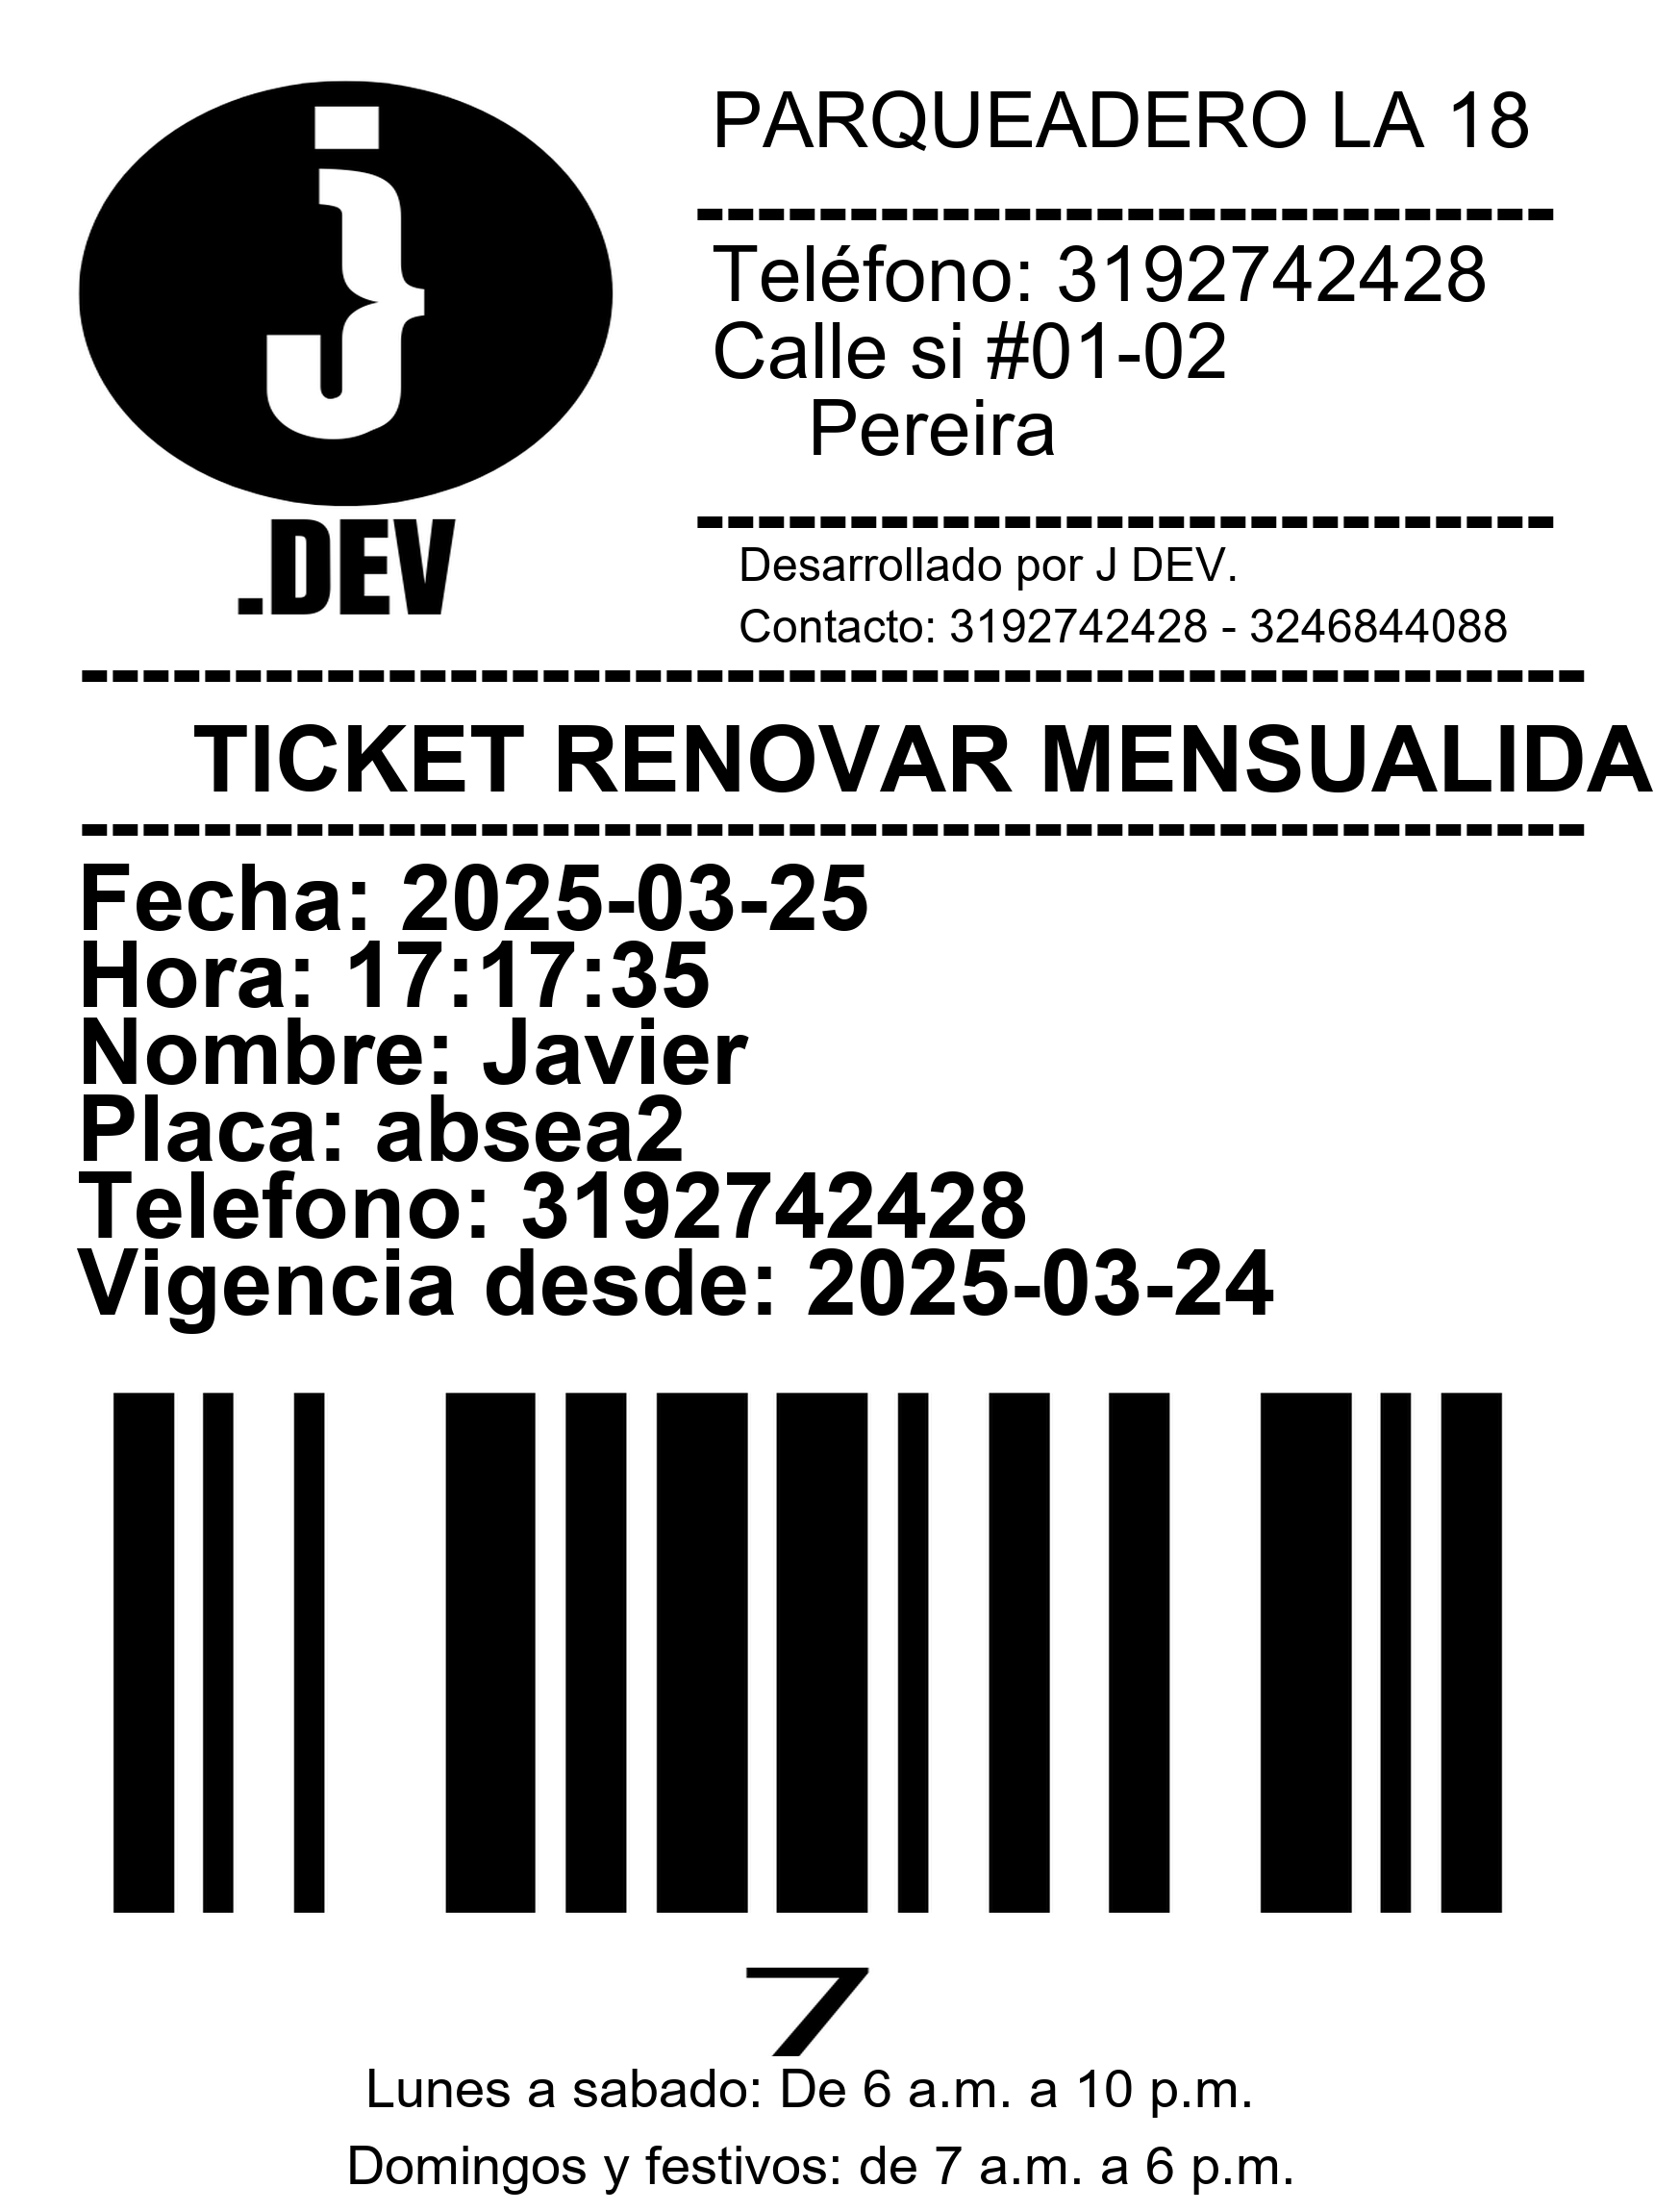 j
.DEV
PARQUEADERO LA 18
----------------------------
Teléfono: 3192742428
Calle si #01-02
Pereira
----------------------------
Desarrollado por J DEV.
Contacto: 3192742428 - 3246844088
-------------------------------------------------
TICKET RENOVAR MENSUALIDA
-------------------------------------------------
Fecha: 2025-03-25
Hora: 17:17:35
Nombre: Javier
Placa: absea2
Telefono: 3192742428
Vigencia desde: 2025-03-24
7
Lunes a sabado: De 6 a.m. a 10 p.m.
Domingos y festivos: de 7 a.m. a 6 p.m.